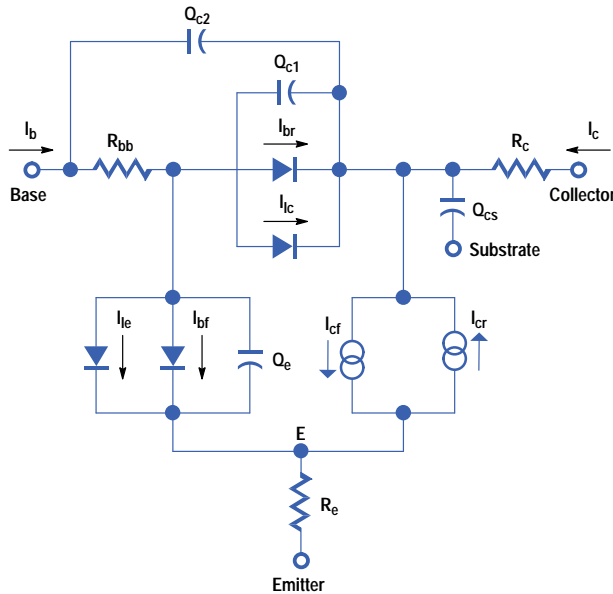 Qc2
Qc1
Ib
Rbb
Ibr
Rc
Ic
Base
Ilc
Qcs
Collector
Substrate
Ile
Ibf
Qe
Icf
Icr
E
Re
Emitter